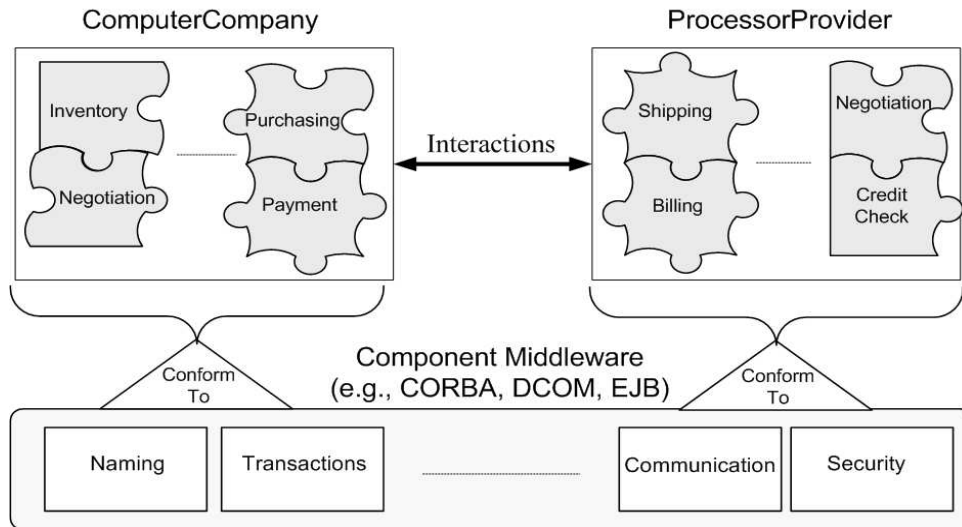 ComputerCompany
ProcessorProvider
Inventory
Negotiation
Purchasing
Payment
Interactions
Shipping
Billing
Negotiation
Credit
Check
Component Middleware
(e.g., CORBA, DCOM, EJB)
Conform
To
Conform
To
Naming
Transactions
Communication
Security